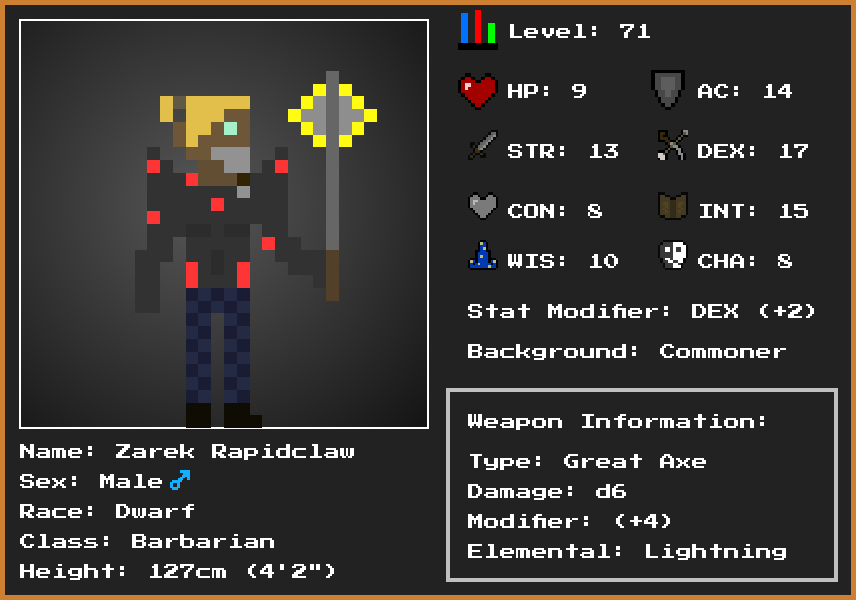 Level: 71
HP: 9
AC: 14
STR: 13
DEX: 17
CON: 8
INT: 15
WIS: 10
CHA: 8
Stat Modifier: DEX (+2)
Background: Commoner
Weapon Information:
Type: Great Axe
Damage: d6
Modifier: (+4)
Elemental: Lightning
Name: Zarek Rapidclaw
Sex: Male ♂
Race: Dwarf
Class: Barbarian
Height: 127cm (4'2")